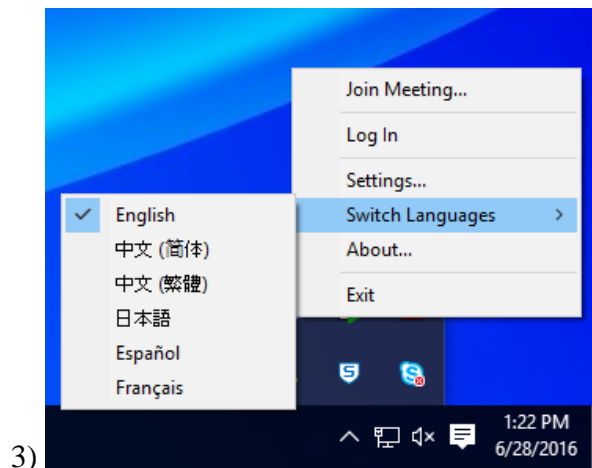 Join Meeting...
Log In
Settings...
Switch Languages
About...
Exit
English
中文 (简体)
中文 (繁體)
日本語
Español
Français
1:22 PM
6/28/2016
3)